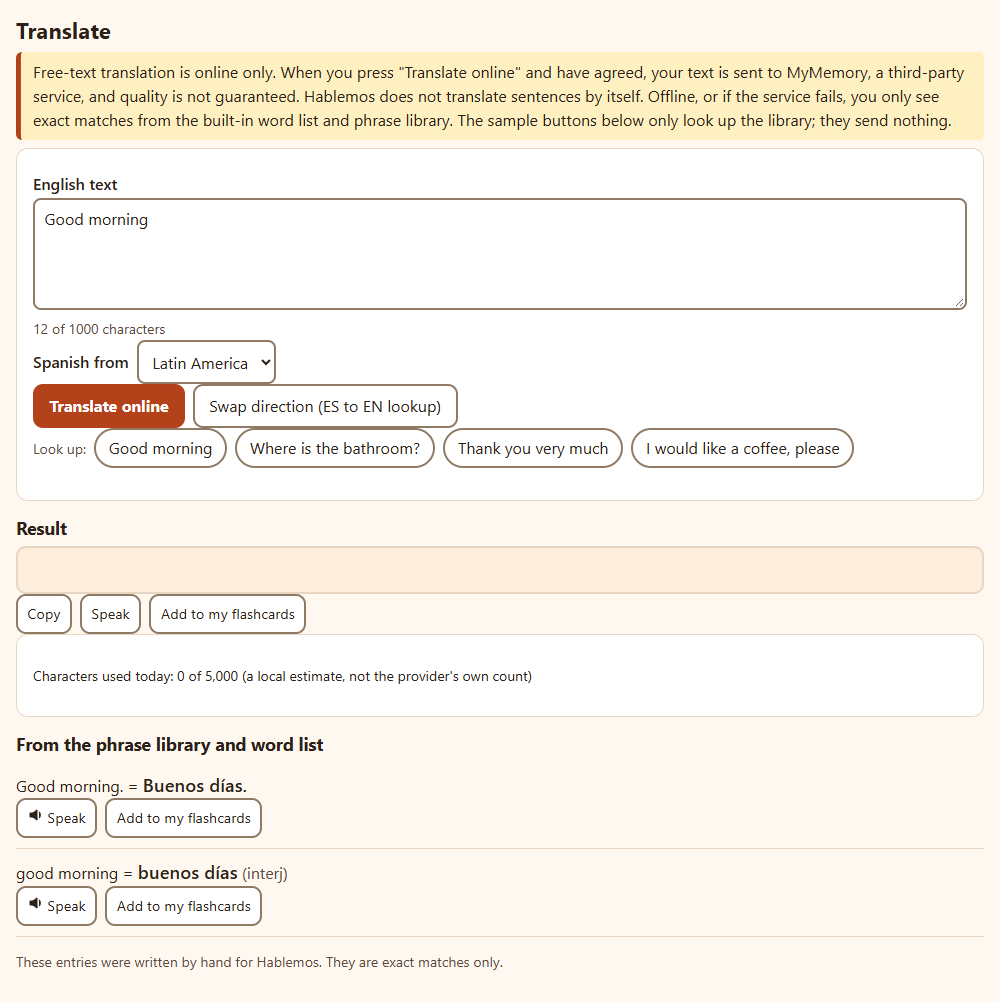 Translate
Free-text translation is online only. When you press "Translate online" and have agreed, your text is sent to MyMemory, a third-party
service, and quality is not guaranteed. Hablemos does not translate sentences by itself. Offline, or if the service fails, you only see
exact matches from the built-in word list and phrase library. The sample buttons below only look up the library; they send nothing.
English text
Good morning
12 of 1000 characters
Spanish from Latin America
Translate online Swap direction (ES to EN lookup)
Look up: Good morning Where is the bathroom? Thank you very much I would like a coffee, please
Result
Copy Speak Add to my flashcards
Characters used today: 0 of 5,000 (a local estimate, not the provider's own count)
From the phrase library and word list
Good morning. = Buenos días.
Speak Add to my flashcards
good morning = buenos días (interj)
Speak Add to my flashcards
These entries were written by hand for Hablemos. They are exact matches only.